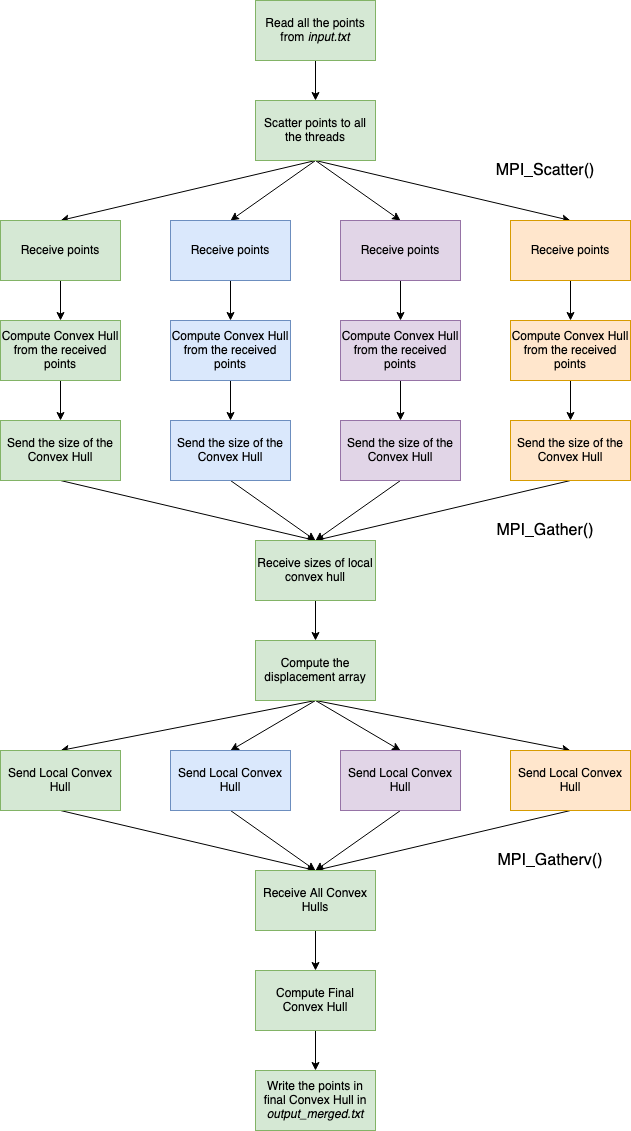 Read all the points
from input.txt
Scatter points to all
the threads
MPI_Scatter()
Receive points
Receive points
Receive points
Receive points
Compute Convex Hull
from the received
points
Compute Convex Hull
from the received
points
Compute Convex Hull
from the received
points
Compute Convex Hull
from the received
points
Send the size of the
Convex Hull
Send the size of the
Convex Hull
Send the size of the
Convex Hull
Send the size of the
Convex Hull
MPI_Gather()
Receive sizes of local
convex hull
Compute the
displacement array
Send Local Convex
Hull
Send Local Convex
Hull
Send Local Convex
Hull
Send Local Convex
Hull
MPI_Gatherv()
Receive All Convex
Hulls
Compute Final
Convex Hull
Write the points in
final Convex Hull in
output_merged.txt